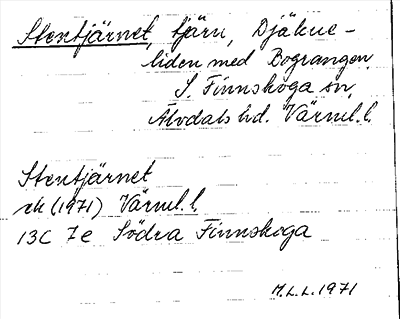 Stentjärnet, tjärn, Djäkne-
liden med Bograngen,
S. Finnskoga sn,
Älvdals hd. Värml. l.
Stentjärnet
ek (1971) Värml. l.
13C 7e Södra Finnskoga
M.L.L. 1971